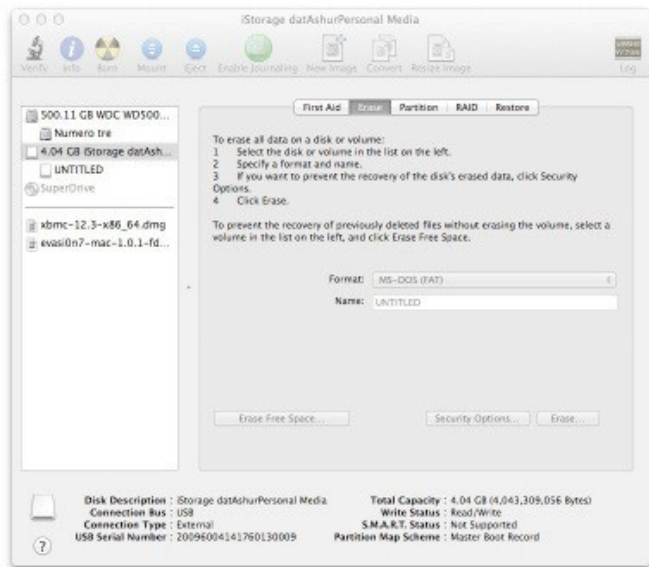 iStorage datAshurPersonal Media
Verify Info Burn Mount Eject Enable Journaling New Image Convert Resize Image Log
500.11 GB WDC WD500...
Numero tre
4.04 GB iStorage datAsh...
UNTITLED
SuperDrive
xbmc-12.3-x86_64.dmg
evasi0n7-mac-1.0.1-fd...
First Aid Erase Partition RAID Restore
To erase all data on a disk or volume:
1 Select the disk or volume in the list on the left.
2 Specify a format and name.
3 If you want to prevent the recovery of the disk's erased data, click Security
Options.
4 Click Erase.
To prevent the recovery of previously deleted files without erasing the volume, select a
volume in the list on the left, and click Erase Free Space.
Format: MS-DOS (FAT)
Name: UNTITLED
Erase Free Space... Security Options... Erase...
Disk Description : iStorage datAshurPersonal Media Total Capacity : 4.04 GB (4,043,309,056 Bytes)
Connection Bus : USB Write Status : Read/Write
Connection Type : External S.M.A.R.T. Status : Not Supported
USB Serial Number : 20096004141760130009 Partition Map Scheme : Master Boot Record
?